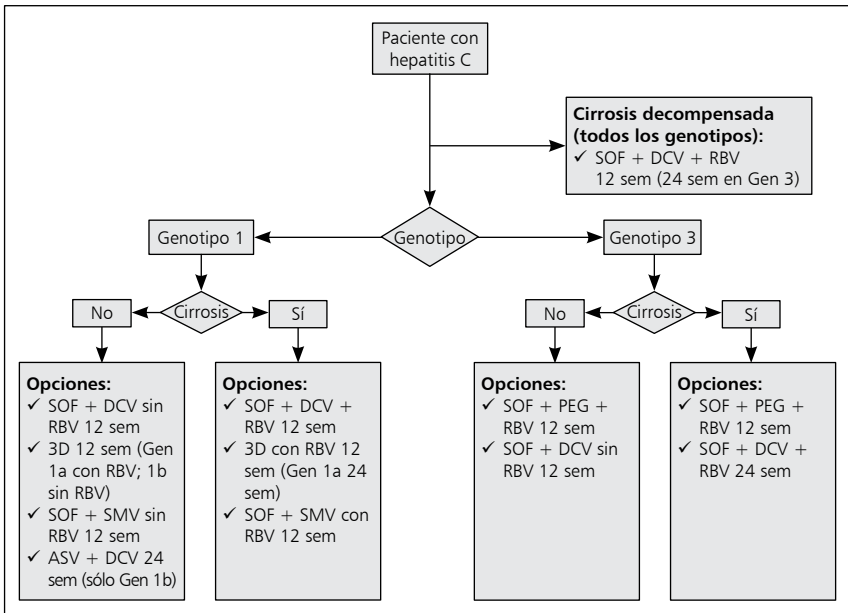 Paciente con
hepatitis C
Cirrosis decompensada
(todos los genotipos):
✓ SOF + DCV + RBV
12 sem (24 sem en Gen 3)
Genotipo 1
Genotipo
Genotipo 3
No
Cirrosis
Sí
No
Cirrosis
Sí
Opciones:
✓ SOF + DCV sin
RBV 12 sem
✓ 3D 12 sem (Gen
1a con RBV; 1b
sin RBV)
✓ SOF + SMV sin
RBV 12 sem
✓ ASV + DCV 24
sem (sólo Gen 1b)
Opciones:
✓ SOF + DCV +
RBV 12 sem
✓ 3D con RBV 12
sem (Gen 1a 24
sem)
✓ SOF + SMV con
RBV 12 sem
Opciones:
✓ SOF + PEG +
RBV 12 sem
✓ SOF + DCV sin
RBV 12 sem
Opciones:
✓ SOF + PEG +
RBV 12 sem
✓ SOF + DCV +
RBV 24 sem